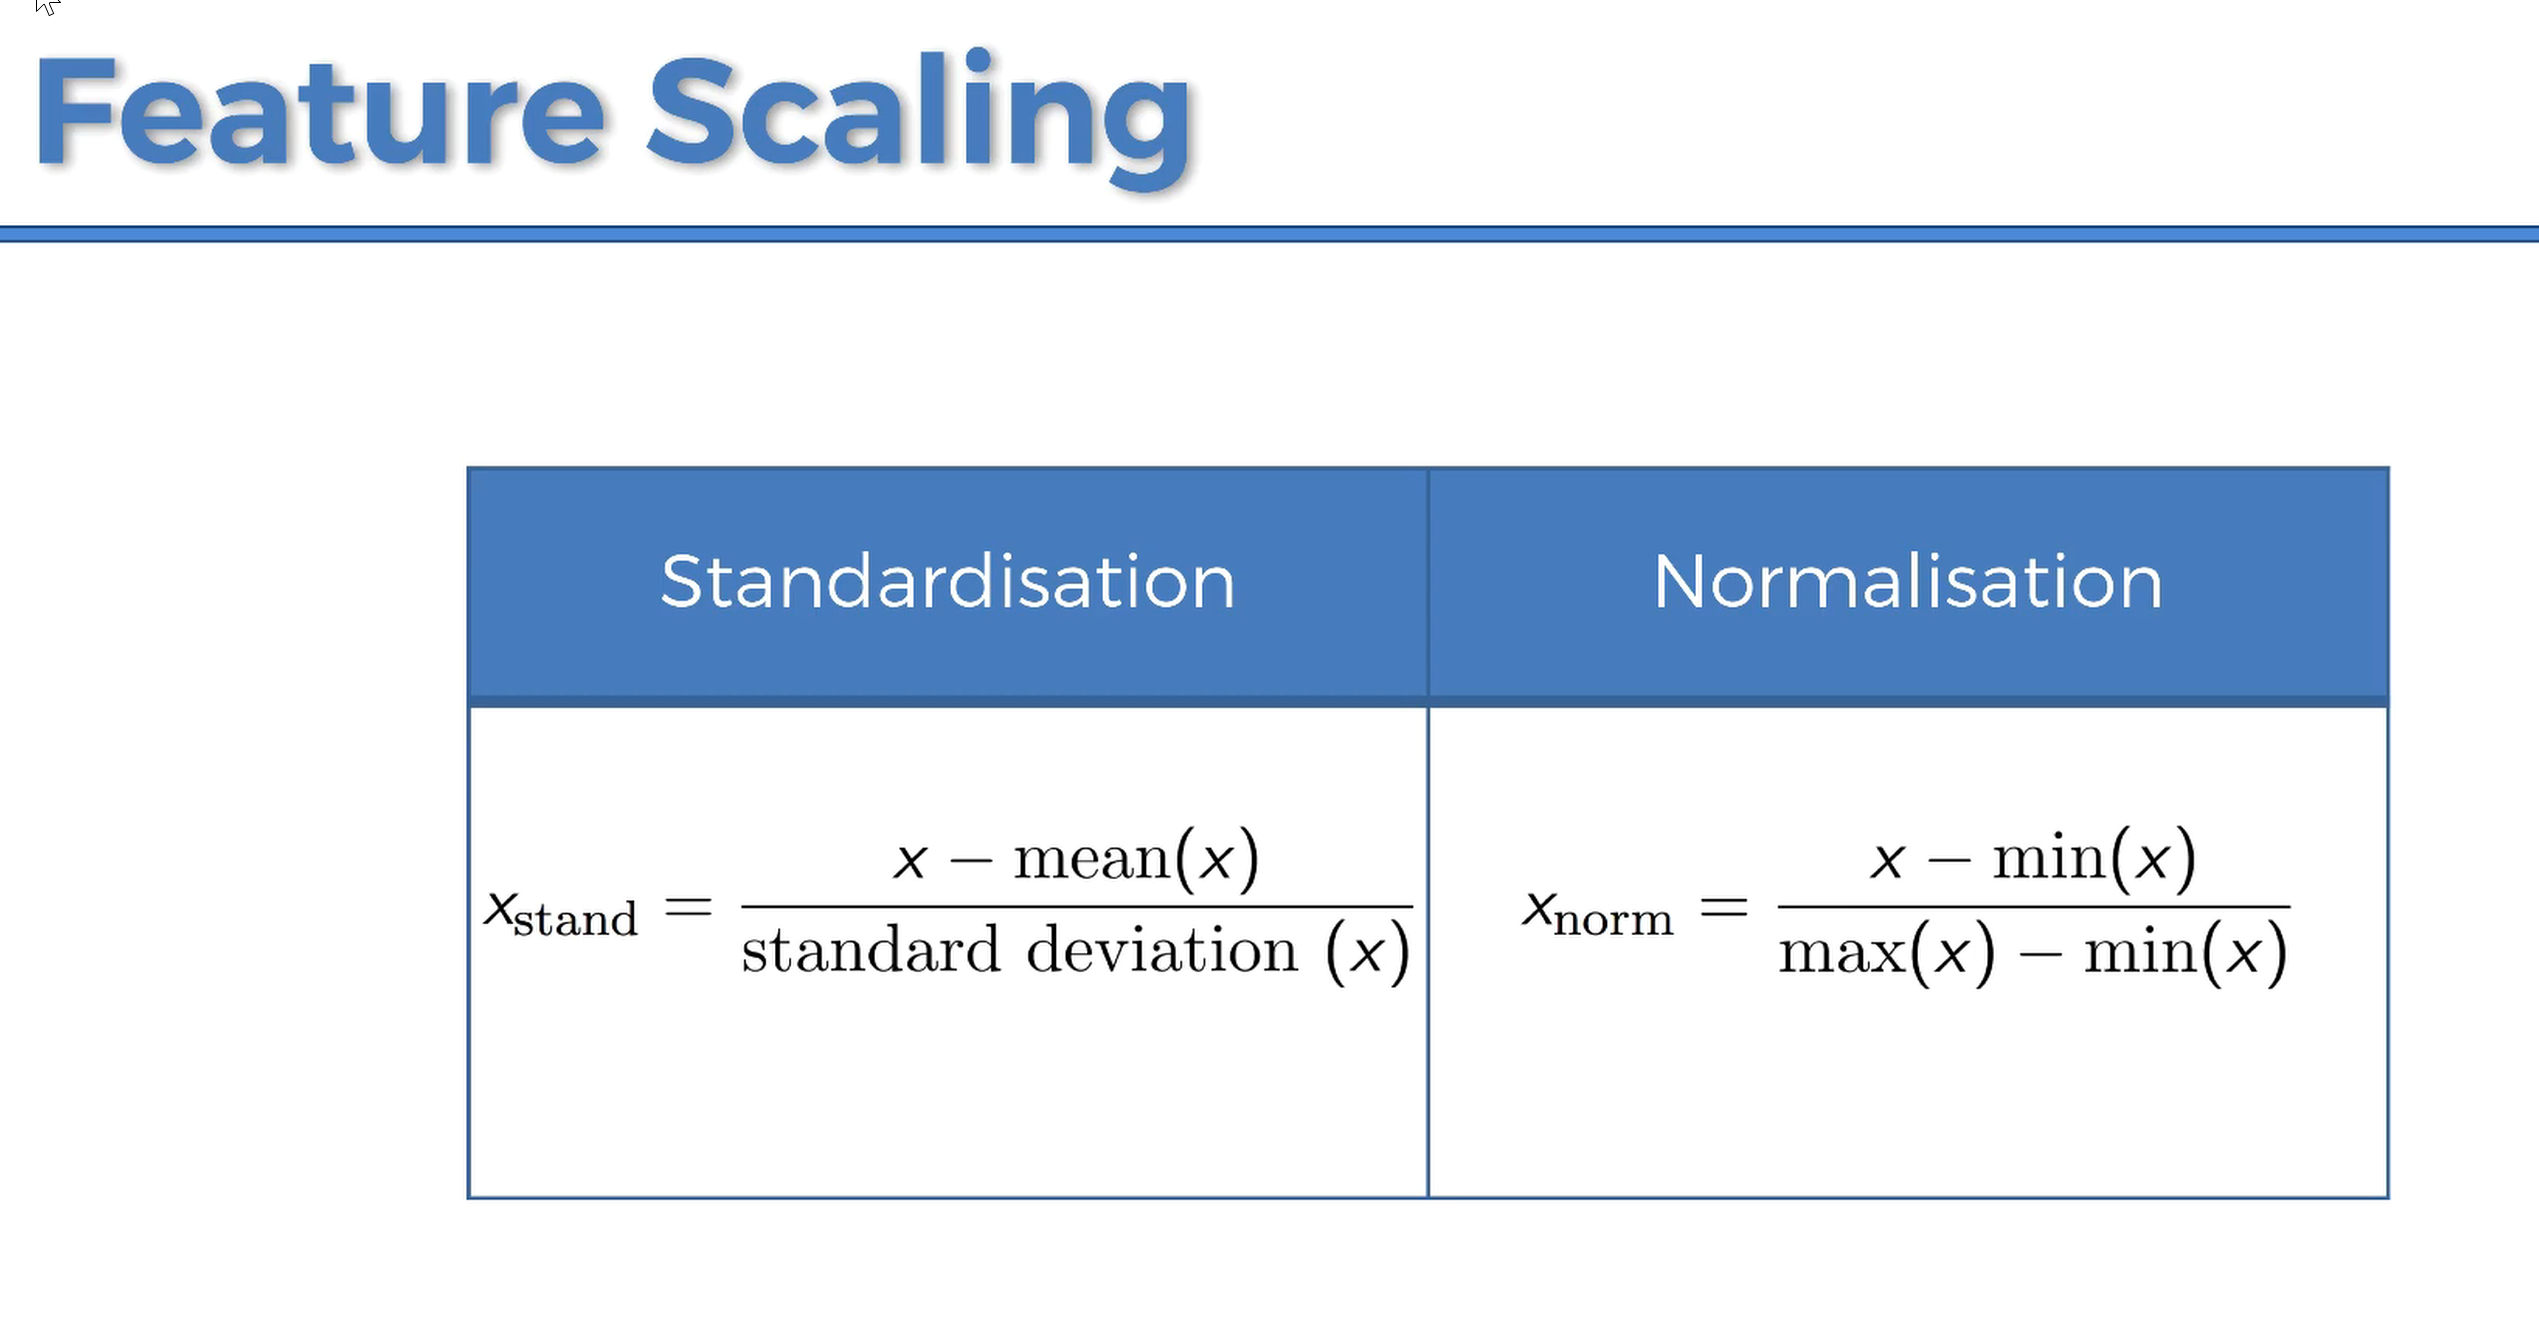 Feature Scaling
Standardisation
Normalisation
x_stand = (x − mean(x)) / (standard deviation (x))
x_norm = (x − min(x)) / (max(x) − min(x))